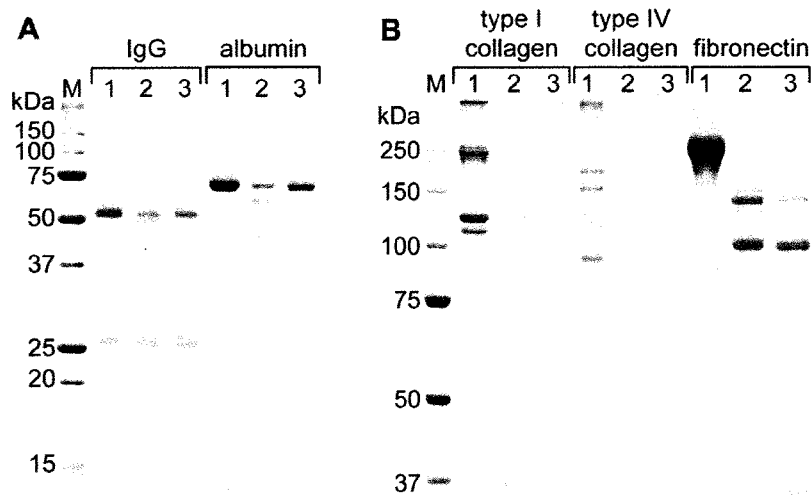 A
IgG albumin
M 1 2 3 1 2 3
kDa
150
100
75
50
37
25
20
15
B
type I collagen
type IV collagen
fibronectin
M 1 2 3 1 2 3 1 2 3
kDa
250
150
100
75
50
37